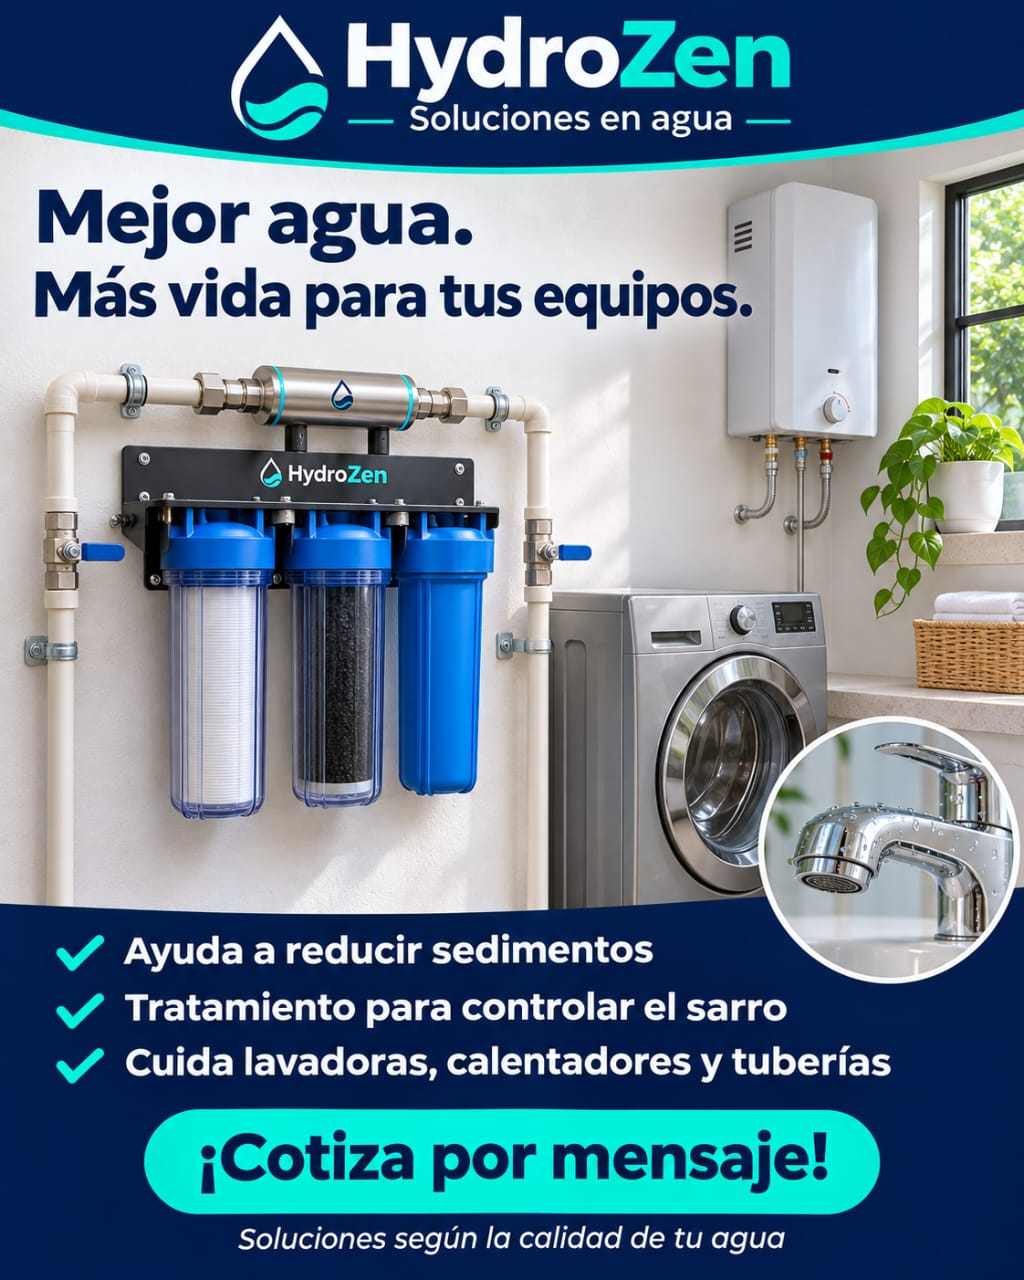 HydroZen
Soluciones en agua
Mejor agua.
Más vida para tus equipos.
HydroZen
Ayuda a reducir sedimentos
Tratamiento para controlar el sarro
Cuida lavadoras, calentadores y tuberías
¡Cotiza por mensaje!
Soluciones según la calidad de tu agua